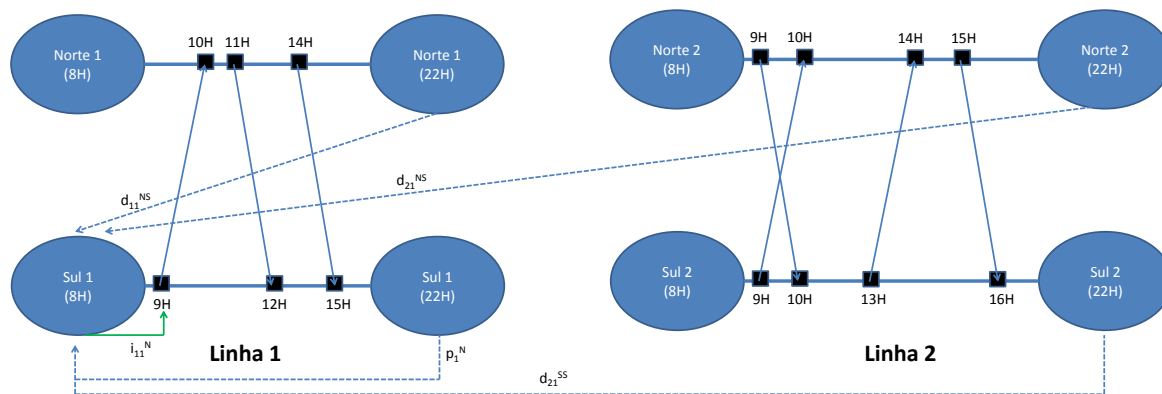 Norte 1
(8H)
10H
11H
14H
Norte 1
(22H)
Norte 2
(8H)
9H
10H
14H
15H
Norte 2
(22H)
d₁₁ᴺˢ
d₂₁ᴺˢ
Sul 1
(8H)
9H
12H
15H
Sul 1
(22H)
Sul 2
(8H)
9H
10H
13H
16H
Sul 2
(22H)
i₁₁ᴺ
Linha 1
p₁ᴺ
Linha 2
d₂₁ˢˢ